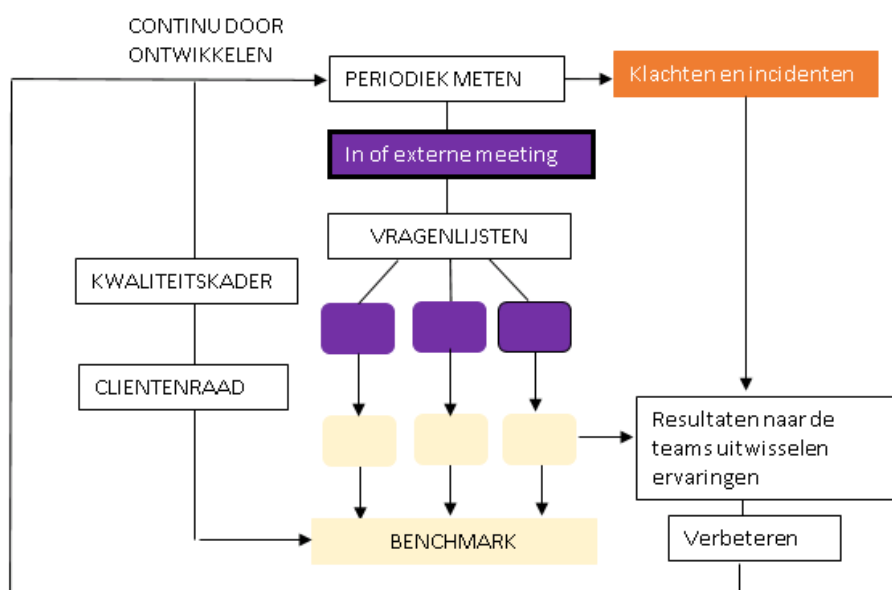 CONTINU DOOR
ONTWIKKELEN
PERIODIEK METEN
Klachten en incidenten
In of externe meeting
VRAGENLIJSTEN
KWALITEITSKADER
CLIENTENRAAD
Resultaten naar de
teams uitwisselen
ervaringen
BENCHMARK
Verbeteren